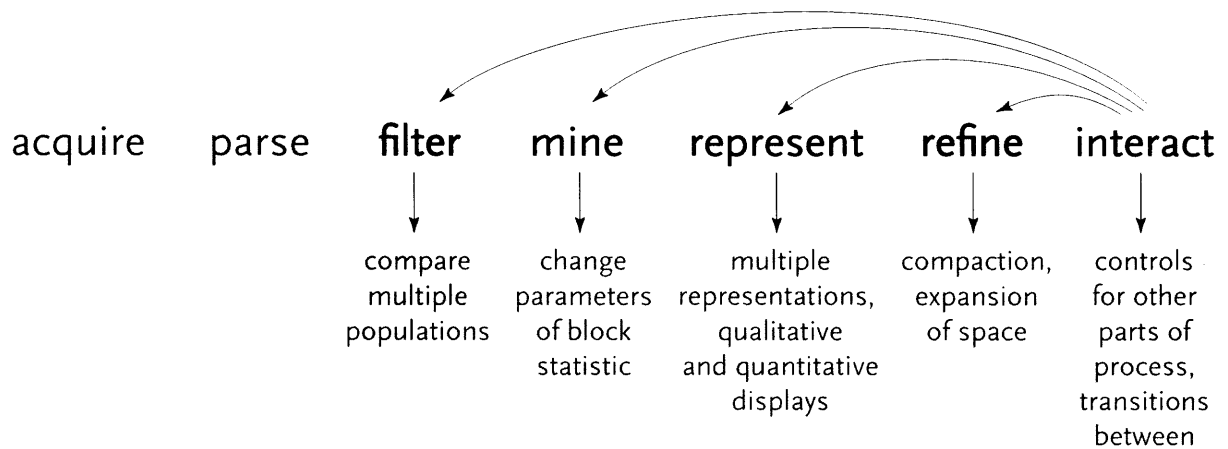 acquire parse filter mine represent refine interact
compare
multiple
populations
change
parameters
of block
statistic
multiple
representations,
qualitative
and quantitative
displays
compaction,
expansion
of space
controls
for other
parts of
process,
transitions
between